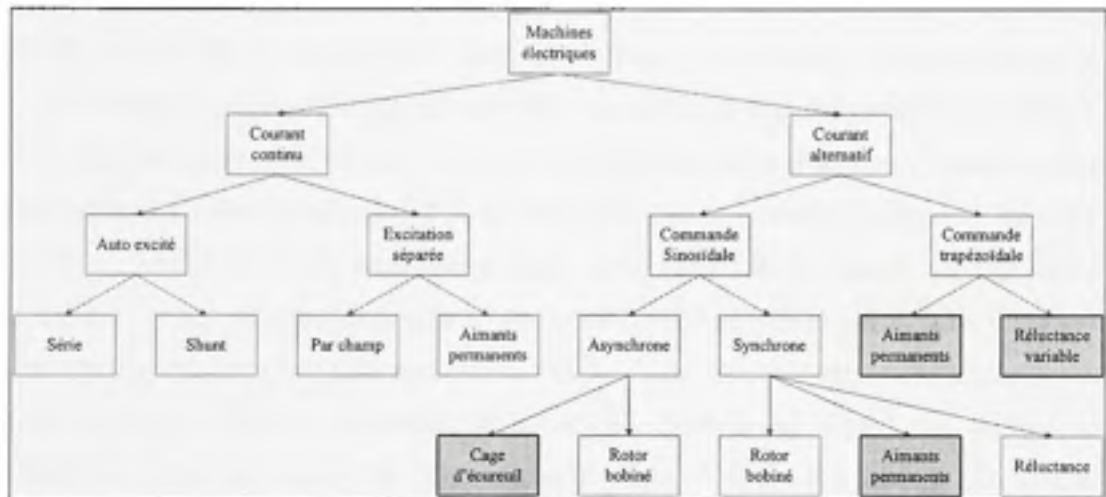 Machines
électriques
Courant
continu
Courant
alternatif
Auto excité
Excitation
séparée
Commande
Sinosïdale
Commande
trapézoïdale
Série
Shunt
Par champ
Aimants
permanents
Asynchrone
Synchrone
Aimants
permanents
Réluctance
variable
Cage
d'écureuil
Rotor
bobiné
Rotor
bobiné
Aimants
permanents
Réluctance